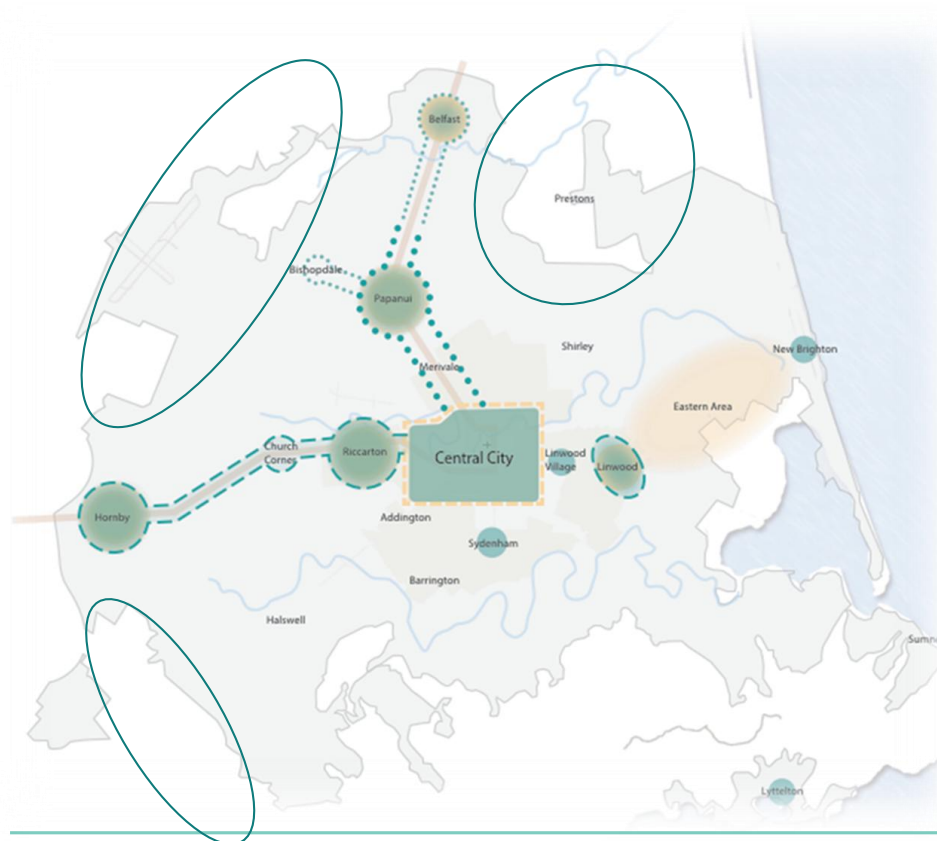 Belfast
Prestons
Bishopdale
Papanui
Shirley
New Brighton
Merivale
Eastern Area
Church
Corner
Riccarton
Central City
Linwood
Village
Linwood
Hornby
Addington
Sydenham
Barrington
Halswell
Sumn
Lyttelton